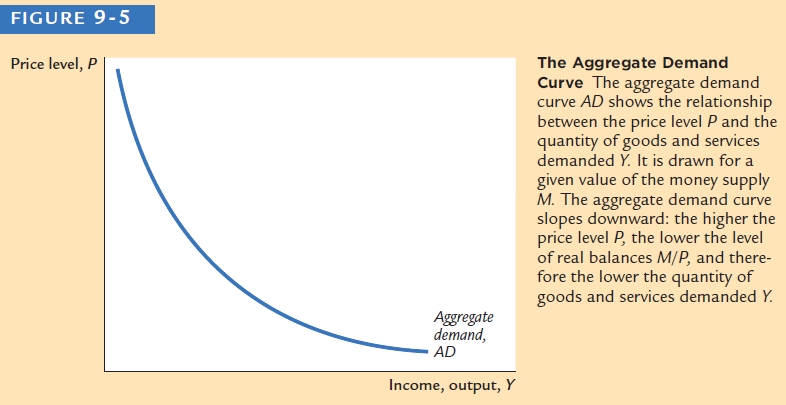 FIGURE 9-5
Price level, P
Aggregate
demand,
AD
Income, output, Y
The Aggregate Demand
Curve The aggregate demand
curve AD shows the relationship
between the price level P and the
quantity of goods and services
demanded Y. It is drawn for a
given value of the money supply
M. The aggregate demand curve
slopes downward: the higher the
price level P, the lower the level
of real balances M/P, and there-
fore the lower the quantity of
goods and services demanded Y.